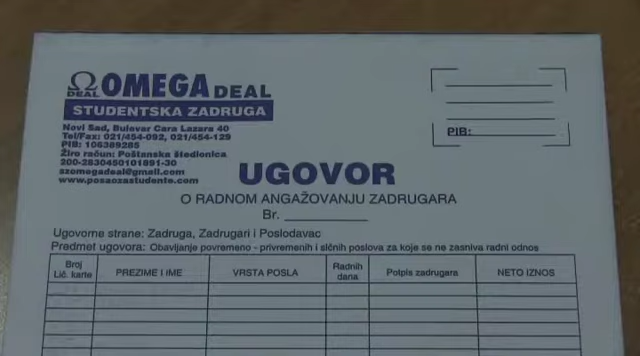 Ω OMEGA DEAL
DEAL
STUDENTSKA ZADRUGA
Novi Sad, Bulevar Cara Lazara 40
Tel/Fax: 021/454-092, 021/454-129
PIB: 106389285
Žiro račun: Poštanska štedionica
200-2830450101891-30
szomegadeal@gmail.com
www.posaozastudente.com
PIB:
UGOVOR
O RADNOM ANGAŽOVANJU ZADRUGARA
Br.
Ugovorne strane: Zadruga, Zadrugari i Poslodavac
Predmet ugovora: Obavljanje povremeno - privremenih i sličnih poslova za koje se ne zasniva radni odnos
Broj Lič. karte PREZIME I IME VRSTA POSLA Radnih dana Potpis zadrugara NETO IZNOS